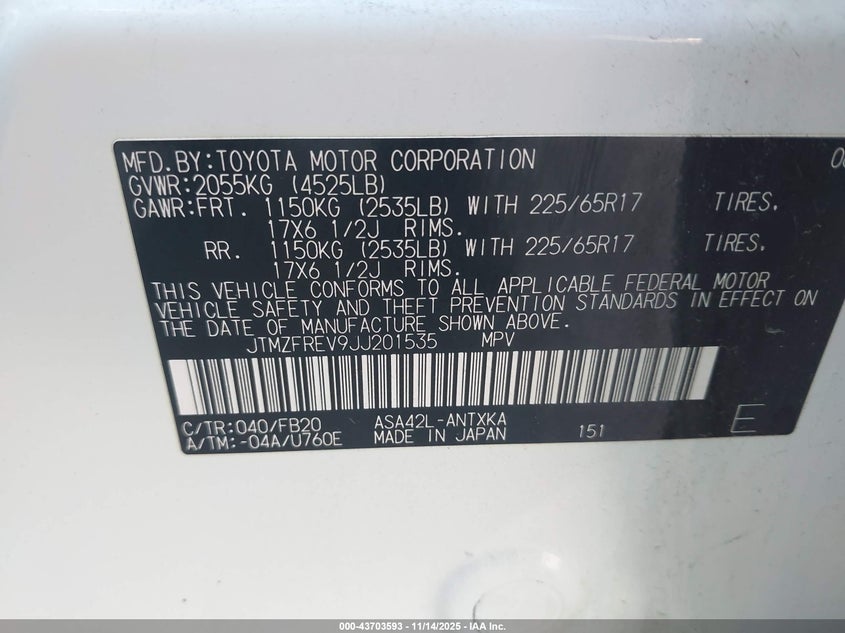 MFD.BY:TOYOTA MOTOR CORPORATION
GVWR:2055KG (4525LB)
GAWR:FRT. 1150KG (2535LB) WITH 225/65R17 TIRES.
17X6 1/2J RIMS.
RR. 1150KG (2535LB) WITH 225/65R17 TIRES.
17X6 1/2J RIMS.
THIS VEHICLE CONFORMS TO ALL APPLICABLE FEDERAL MOTOR
VEHICLE SAFETY AND THEFT PREVENTION STANDARDS IN EFFECT ON
THE DATE OF MANUFACTURE SHOWN ABOVE.
JTMZFREV9JJ201535 MPV
C/TR:040/FB20 ASA42L-ANTXKA
A/TM:-04A/U760E MADE IN JAPAN 151 E
000-43703593 - 11/14/2025 - IAA Inc.